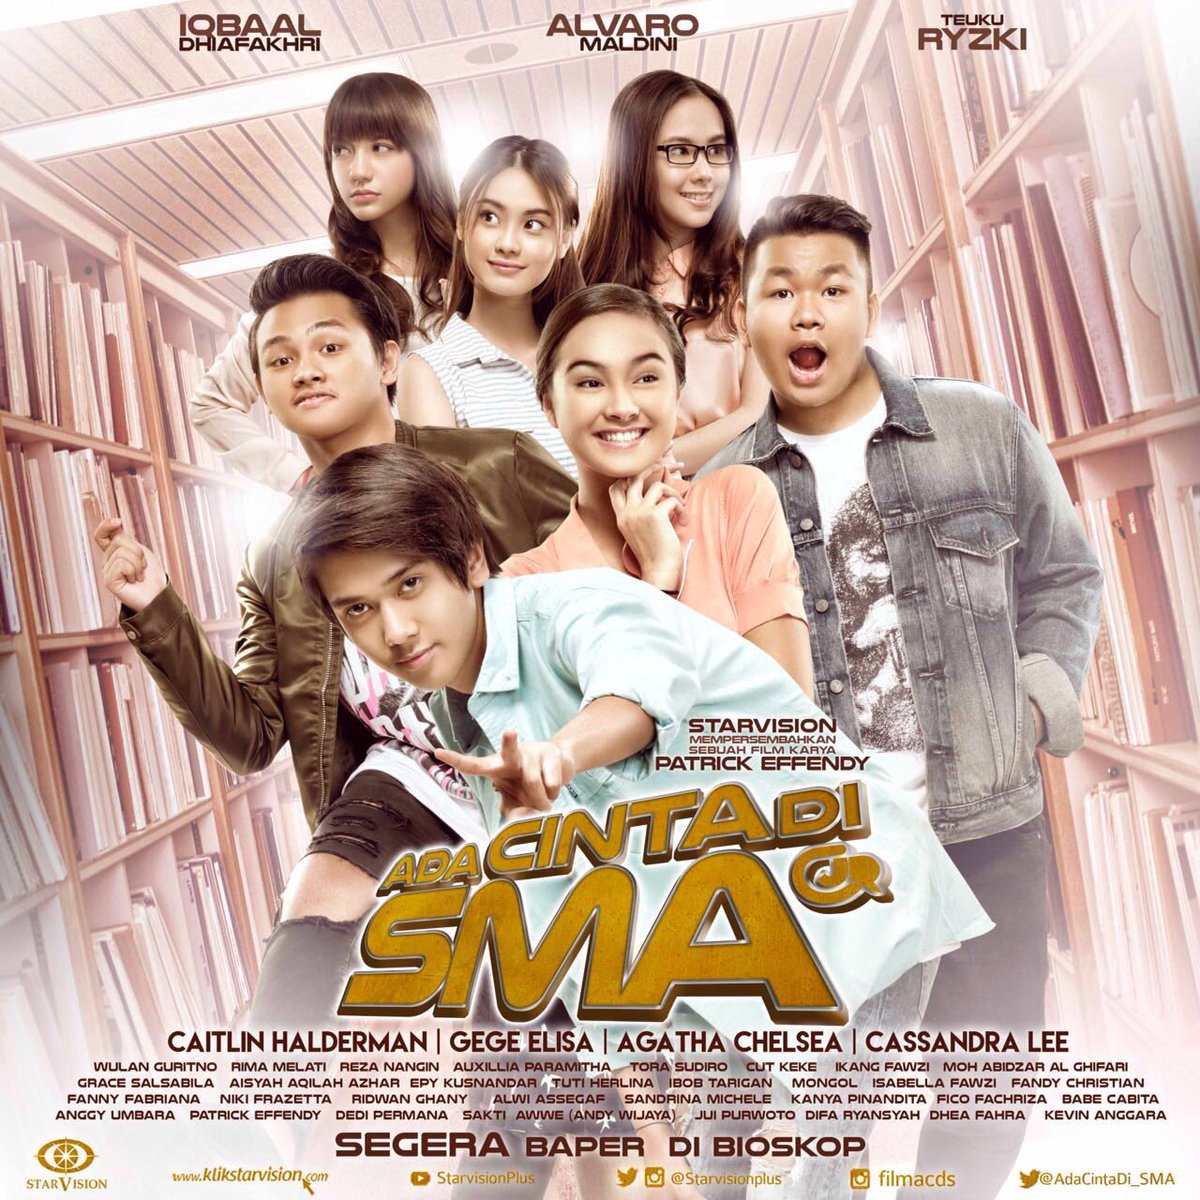 IQBAAL
DHIAFAKHRI
ALVARO
MALDINI
TEUKU
RYZKI
STARVISION
MEMPERSEMBAHKAN
SEBUAH FILM KARYA
PATRICK EFFENDY
ADA CINTA DI
SMA
CJR
CAITLIN HALDERMAN | GEGE ELISA | AGATHA CHELSEA | CASSANDRA LEE
WULAN GURITNO RIMA MELATI REZA NANGIN AUXILLIA PARAMITHA TORA SUDIRO CUT KEKE IKANG FAWZI MOH ABIDZAR AL GHIFARI
GRACE SALSABILA AISYAH AQILAH AZHAR EPY KUSNANDAR TUTI HERLINA IBOB TARIGAN MONGOL ISABELLA FAWZI FANDY CHRISTIAN
FANNY FABRIANA NIKI FRAZETTA RIDWAN GHANY ALWI ASSEGAF SANDRINA MICHELE KANYA PINANDITA FICO FACHRIZA BABE CABITA
ANGGY UMBARA PATRICK EFFENDY DEDI PERMANA SAKTI AWWE (ANDY WIJAYA) JUI PURWOTO DIFA RYANSYAH DHEA FAHRA KEVIN ANGGARA
SEGERA BAPER DI BIOSKOP
STARVISION
www.klikstarvision.com
StarvisionPlus
@Starvisionplus
filmacds
@AdaCintaDi_SMA